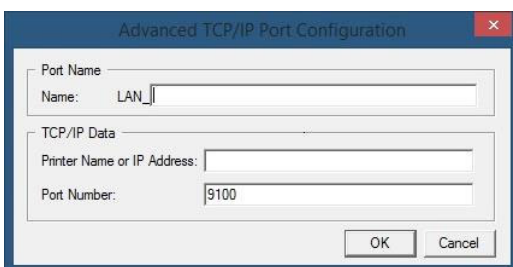 Advanced TCP/IP Port Configuration
Port Name
Name: LAN_
TCP/IP Data
Printer Name or IP Address:
Port Number: 9100
OK Cancel